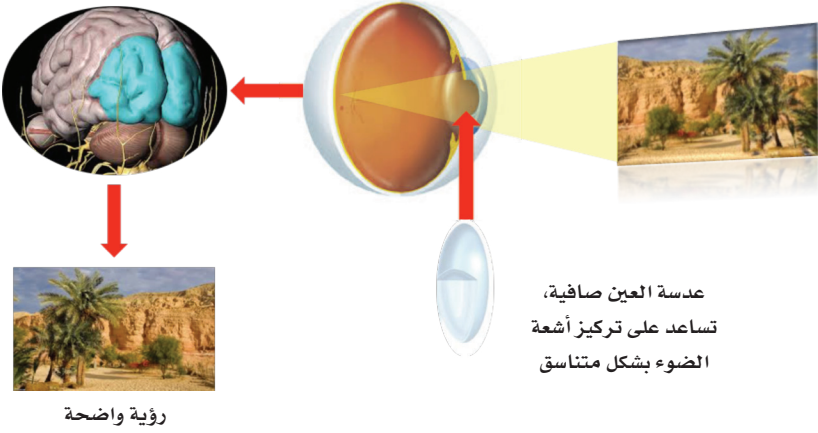 عدسة العين صافية،
تساعد على تركيز أشعة
الضوء بشكل متناسق
رؤية واضحة